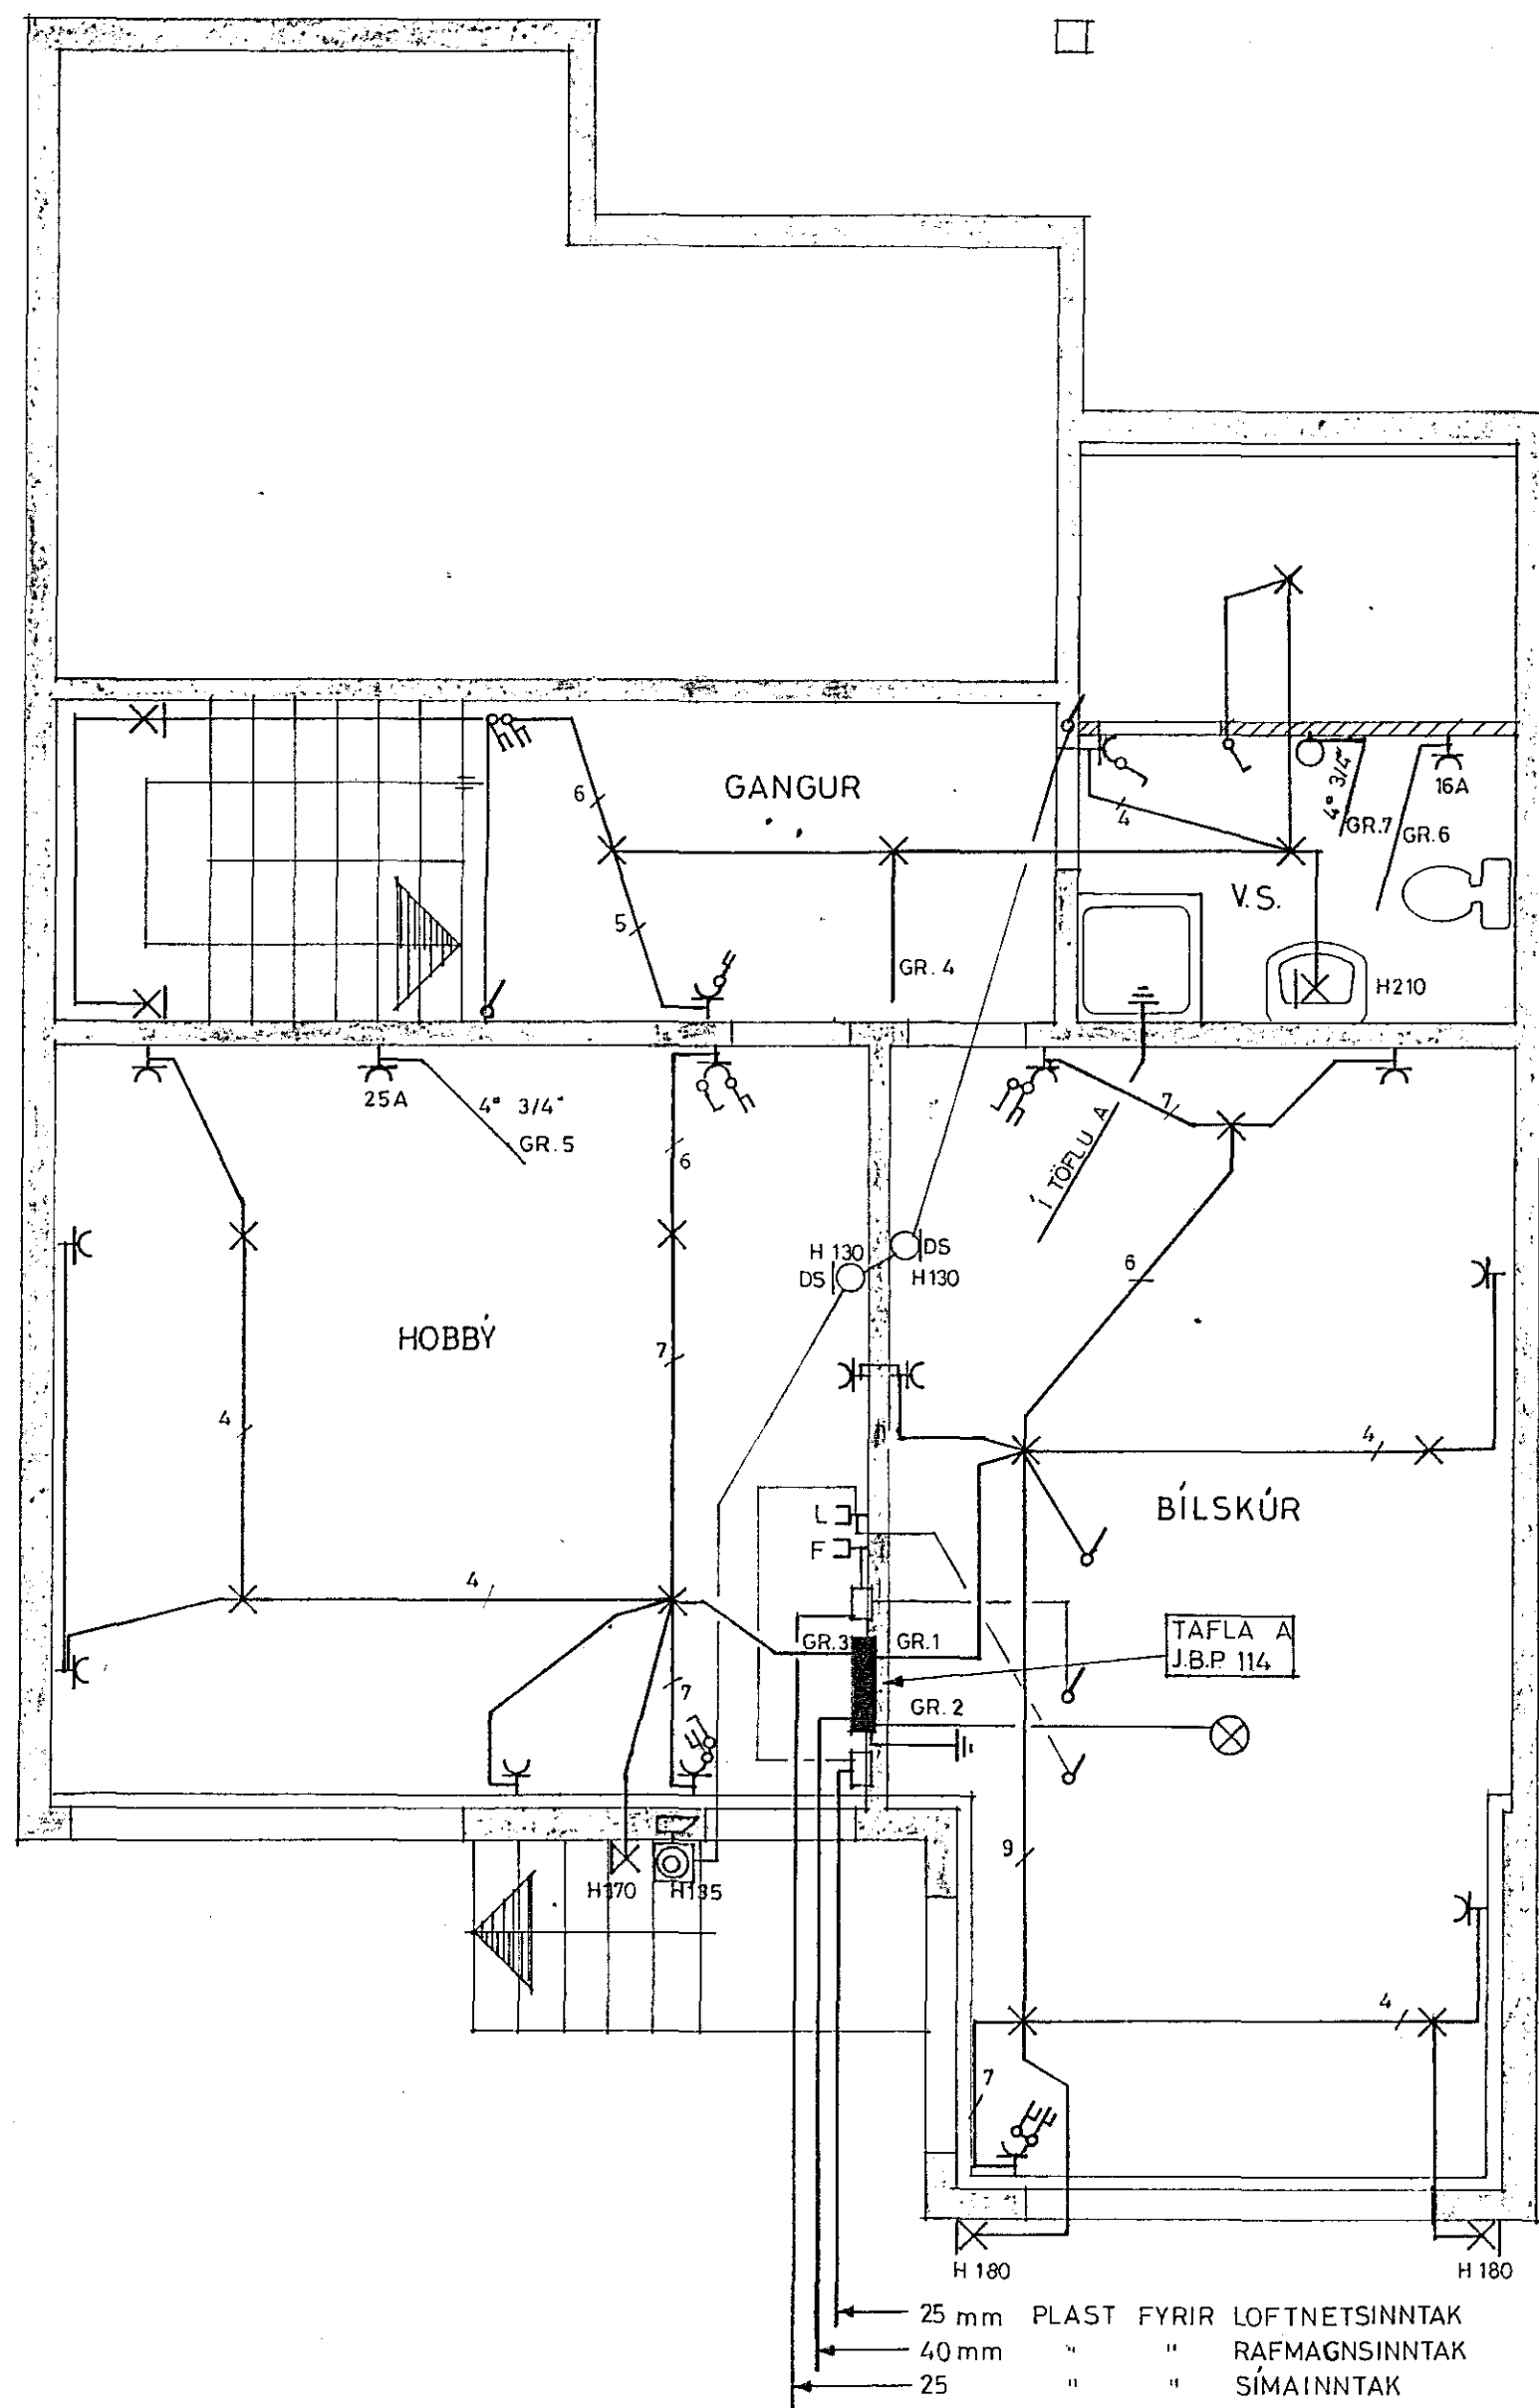 GANGUR
6
4
4▫ 3/4"
GR.7
GR.6
16A
V.S.
5
GR. 4
H210
25A
4▫ 3/4"
GR.5
6
7
Í TÖFLU A
H 130
DS
DS
H130
6
HOBBÝ
7
4
4
BÍLSKÚR
L
F
4
GR.3
GR.1
TAFLA A
J.B.P. 114
7
GR. 2
9
H170
H135
4
7
H 180
H 180
25 mm PLAST FYRIR LOFTNETSINNTAK
40 mm " " RAFMAGNSINNTAK
25 " " SÍMAINNTAK